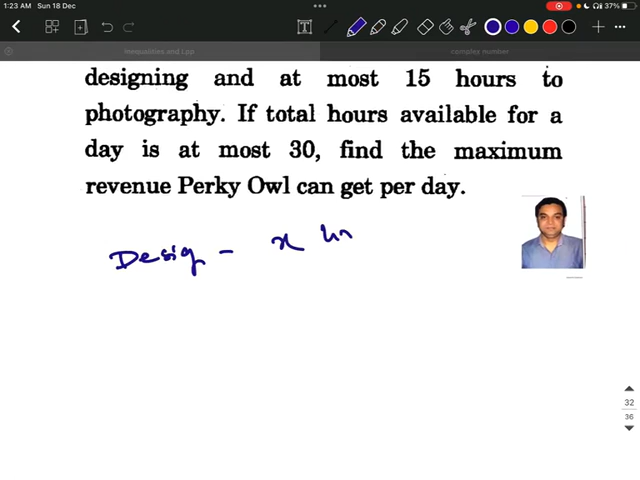 1:23 AM Sun 18 Dec
37%
Inequalities and Lpp
complex number
designing and at most 15 hours to
photography. If total hours available for a
day is at most 30, find the maximum
revenue Perky Owl can get per day.
Desig - x hr
32
36